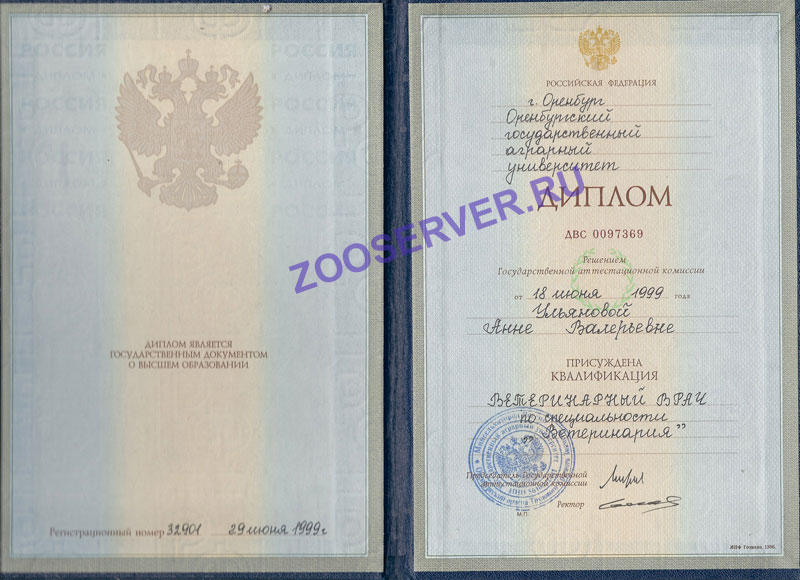 РОССИЯ
ДИПЛОМ
ДИПЛОМ ЯВЛЯЕТСЯ
ГОСУДАРСТВЕННЫМ ДОКУМЕНТОМ
О ВЫСШЕМ ОБРАЗОВАНИИ
Регистрационный номер 32901 29 июня 1999г
РОССИЙСКАЯ ФЕДЕРАЦИЯ
г. Оренбург
Оренбургский
государственный
аграрный
университет
ДИПЛОМ
ДВС 0097369
Решением
Государственной аттестационной комиссии
от 18 июня 1999 года
Ульяновой
Анне Валерьевне
ПРИСУЖДЕНА
КВАЛИФИКАЦИЯ
ВЕТЕРИНАРНЫЙ ВРАЧ
по специальности
„Ветеринария”
Председатель Государственной
аттестационной комиссии
Ректор
М.П.
ZOOSERVER.RU